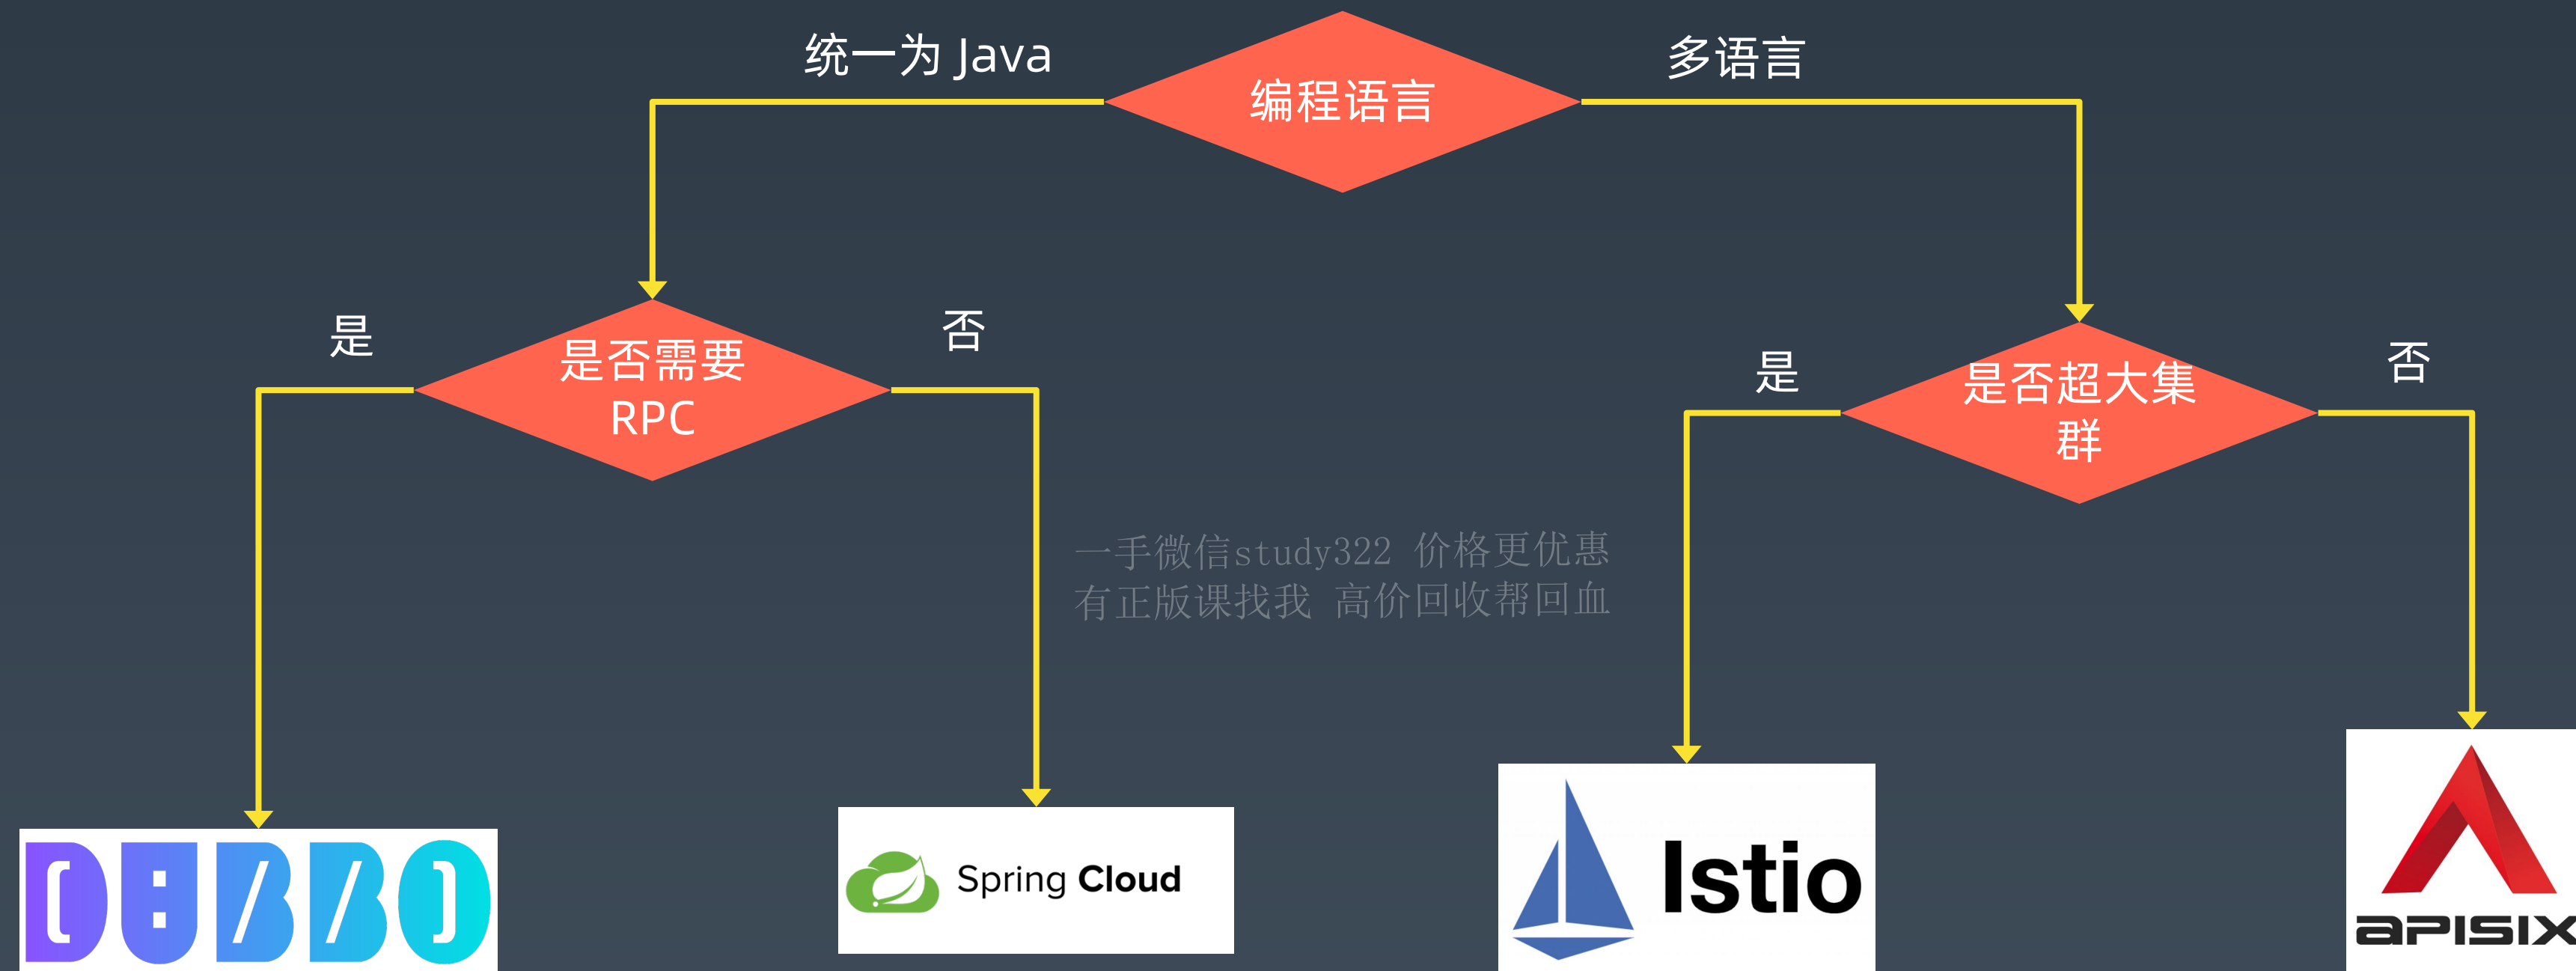 统一为 Java
编程语言
多语言
是
是否需要
RPC
否
是
是否超大集
群
否
一手微信study322 价格更优惠
有正版课找我 高价回收帮回血
DUBBO
Spring Cloud
Istio
APISIX